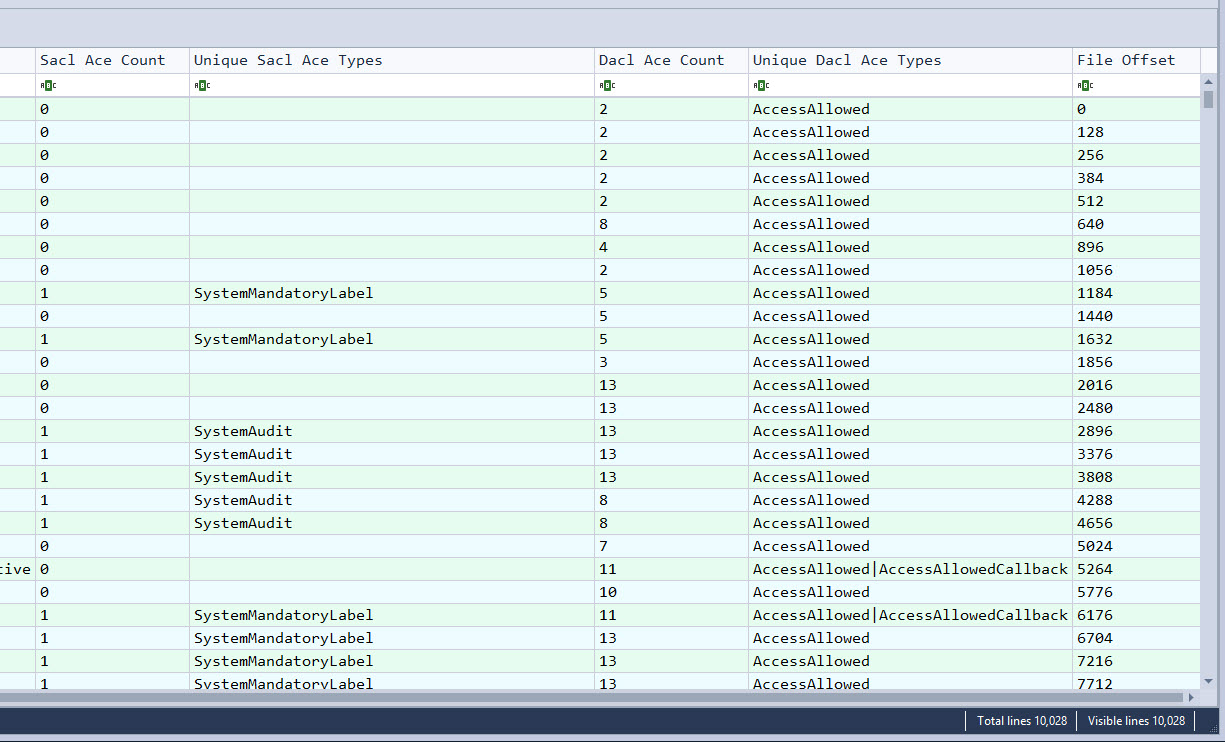 Sacl Ace Count Unique Sacl Ace Types Dacl Ace Count Unique Dacl Ace Types File Offset
ABC ABC ABC ABC ABC
0 2 AccessAllowed 0
0 2 AccessAllowed 128
0 2 AccessAllowed 256
0 2 AccessAllowed 384
0 2 AccessAllowed 512
0 8 AccessAllowed 640
0 4 AccessAllowed 896
0 2 AccessAllowed 1056
1 SystemMandatoryLabel 5 AccessAllowed 1184
0 5 AccessAllowed 1440
1 SystemMandatoryLabel 5 AccessAllowed 1632
0 3 AccessAllowed 1856
0 13 AccessAllowed 2016
0 13 AccessAllowed 2480
1 SystemAudit 13 AccessAllowed 2896
1 SystemAudit 13 AccessAllowed 3376
1 SystemAudit 13 AccessAllowed 3808
1 SystemAudit 8 AccessAllowed 4288
1 SystemAudit 8 AccessAllowed 4656
0 7 AccessAllowed 5024
tive 0 11 AccessAllowed|AccessAllowedCallback 5264
0 10 AccessAllowed 5776
1 SystemMandatoryLabel 11 AccessAllowed|AccessAllowedCallback 6176
1 SystemMandatoryLabel 13 AccessAllowed 6704
1 SystemMandatoryLabel 13 AccessAllowed 7216
1 SystemMandatoryLabel 13 AccessAllowed 7712
Total lines 10,028 Visible lines 10,028